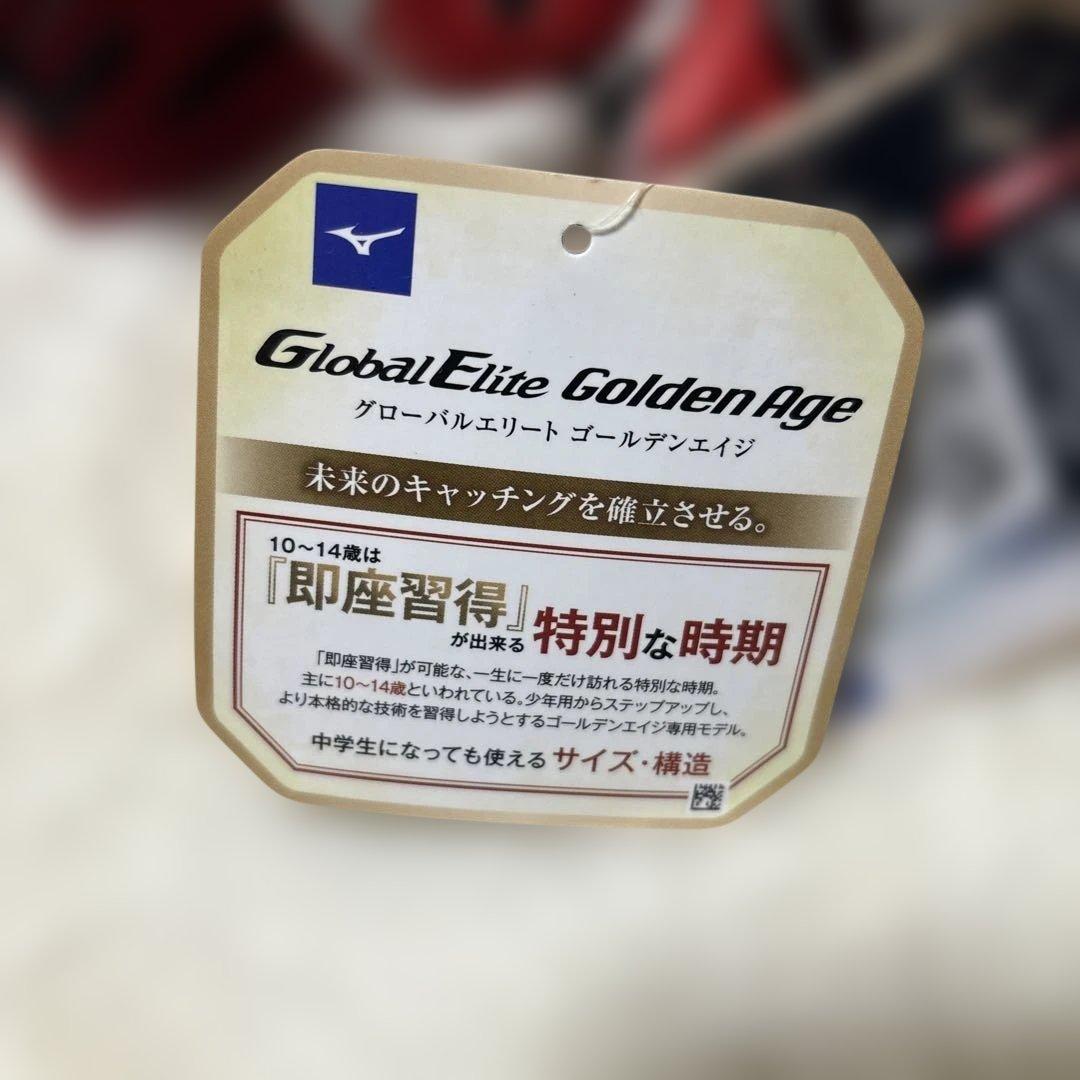 GlobalElite Golden Age
グローバルエリート ゴールデンエイジ
未来のキャッチングを確立させる。
10～14歳は
『即座習得』
が出来る 特別な時期
「即座習得」が可能な、一生に一度だけ訪れる特別な時期。
主に10～14歳といわれている。少年用からステップアップし、
より本格的な技術を習得しようとするゴールデンエイジ専用モデル。
中学生になっても使える サイズ・構造